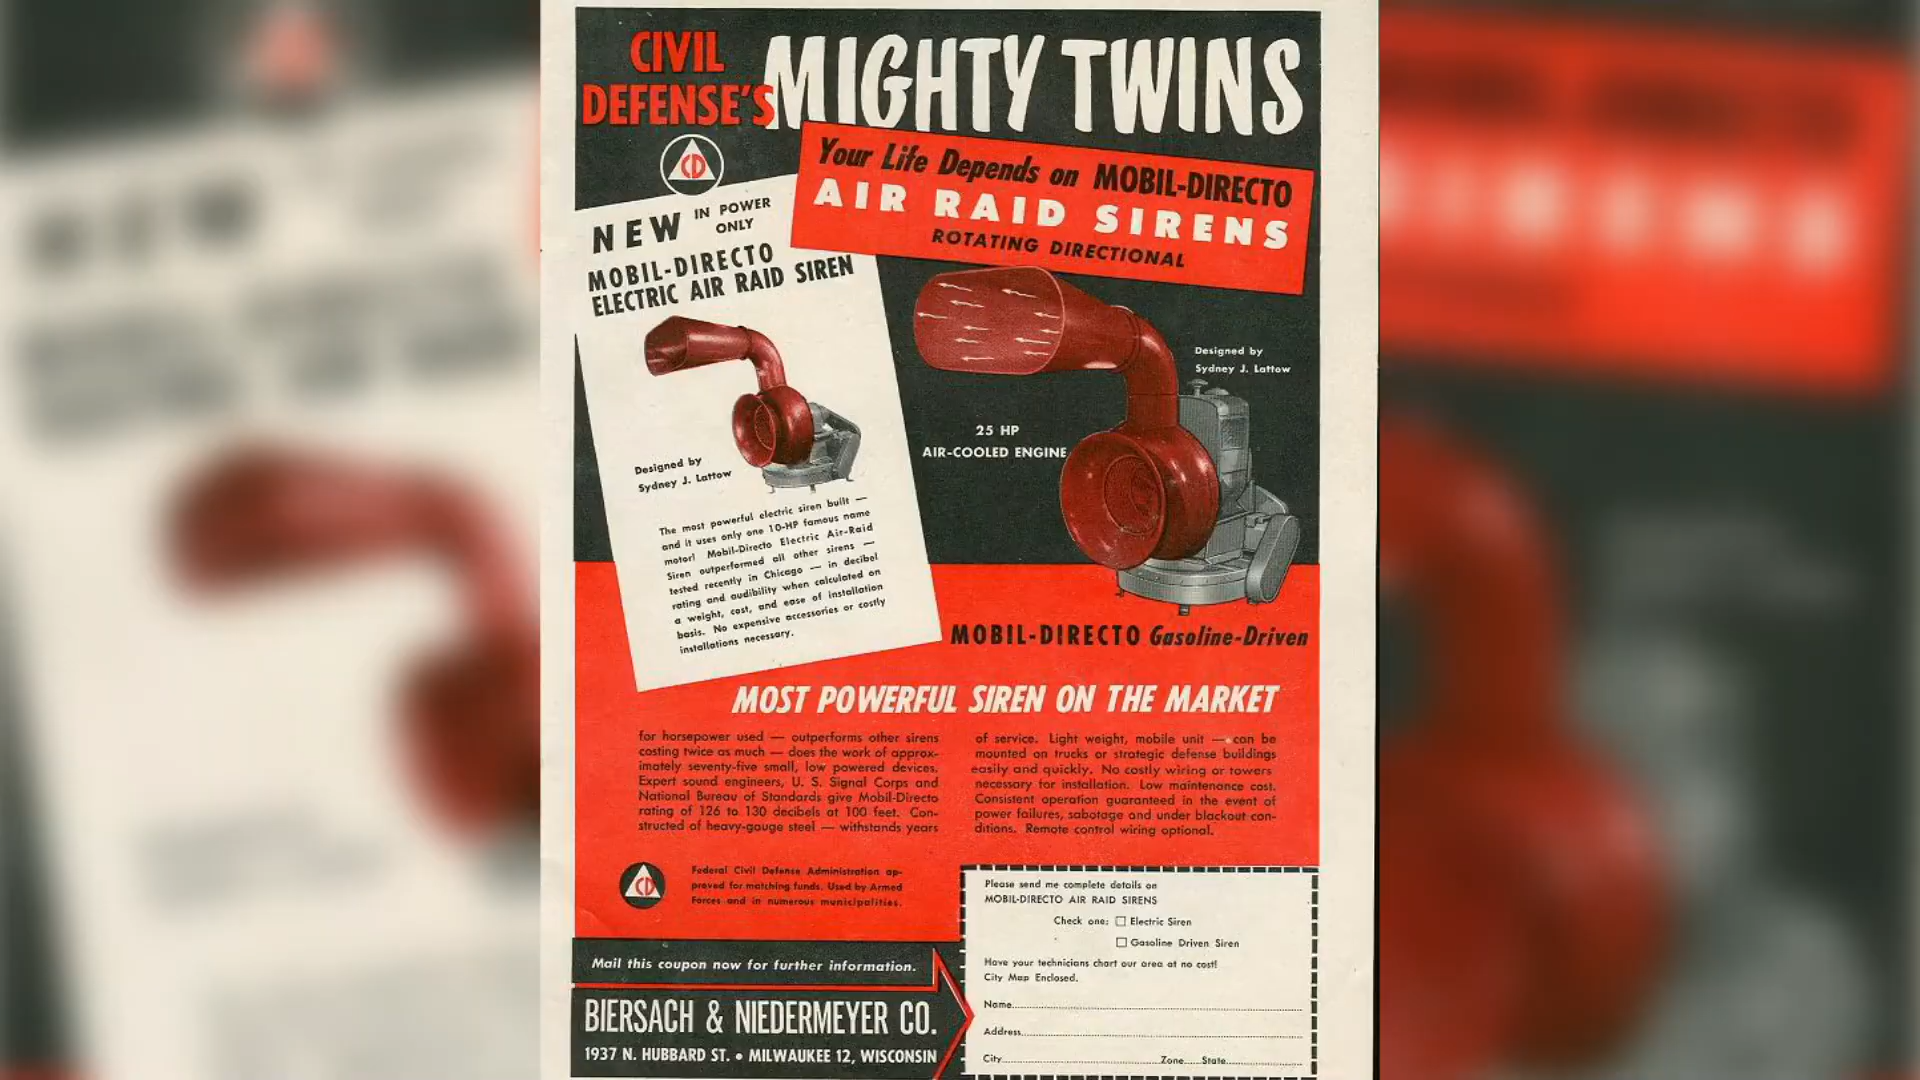 CIVIL
DEFENSE'S
MIGHTY TWINS
CD
Your Life Depends on MOBIL-DIRECTO
AIR RAID SIRENS
ROTATING DIRECTIONAL
NEW IN POWER
ONLY
MOBIL-DIRECTO
ELECTRIC AIR RAID SIREN
Designed by
Sydney J. Lattow
The most powerful electric siren built —
and it uses only one 10-HP famous name
motor! Mobil-Directo Electric Air-Raid
Siren outperformed all other sirens —
tested recently in Chicago — in decibel
rating and audibility when calculated on
a weight, cost, and ease of installation
basis. No expensive accessories or costly
installations necessary.
Designed by
Sydney J. Lattow
25 HP
AIR-COOLED ENGINE
MOBIL-DIRECTO Gasoline-Driven
MOST POWERFUL SIREN ON THE MARKET
for horsepower used — outperforms other sirens
costing twice as much — does the work of approx-
imately seventy-five small, low powered devices.
Expert sound engineers, U. S. Signal Corps and
National Bureau of Standards give Mobil-Directo
rating of 126 to 130 decibels at 100 feet. Con-
structed of heavy-gauge steel — withstands years
of service. Light weight, mobile unit — can be
mounted on trucks or strategic defense buildings
easily and quickly. No costly wiring or towers
necessary for installation. Low maintenance cost.
Consistent operation guaranteed in the event of
power failures, sabotage and under blackout con-
ditions. Remote control wiring optional.
CD
Federal Civil Defense Administration ap-
proved for matching funds. Used by Armed
Forces and in numerous municipalities.
Mail this coupon now for further information.
BIERSACH & NIEDERMEYER CO.
1937 N. HUBBARD ST. • MILWAUKEE 12, WISCONSIN
Please send me complete details on
MOBIL-DIRECTO AIR RAID SIRENS
Check one: ☐ Electric Siren
☐ Gasoline Driven Siren
Have your technicians chart our area at no cost!
City Map Enclosed.
Name
Address
City Zone State